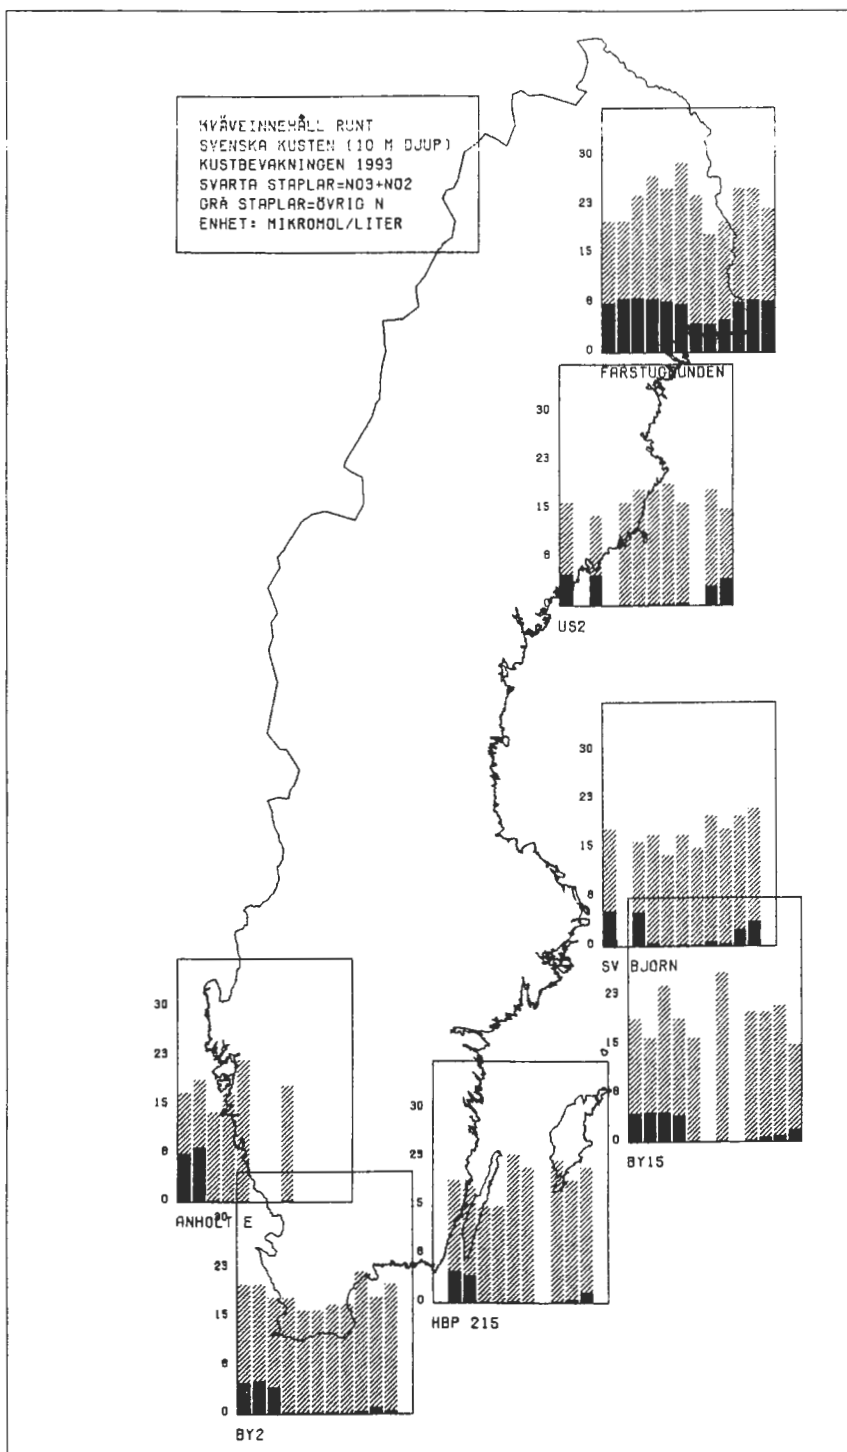 KVÄVEINNEHÅLL RUNT
SVENSKA KUSTEN (10 M DJUP)
KUSTBEVAKNINGEN 1993
SVARTA STAPLAR=NO3+NO2
GRÅ STAPLAR=ÖVRIG N
ENHET: MIKROMOL/LITER
30
23
15
8
0
FARSTUGRUNDEN
30
23
15
8
0
US2
30
23
15
8
0
SV BJORN
23
15
8
0
BY15
30
23
15
8
0
ANHOLT E
30
23
15
8
0
HBP 215
30
23
15
8
0
BY2